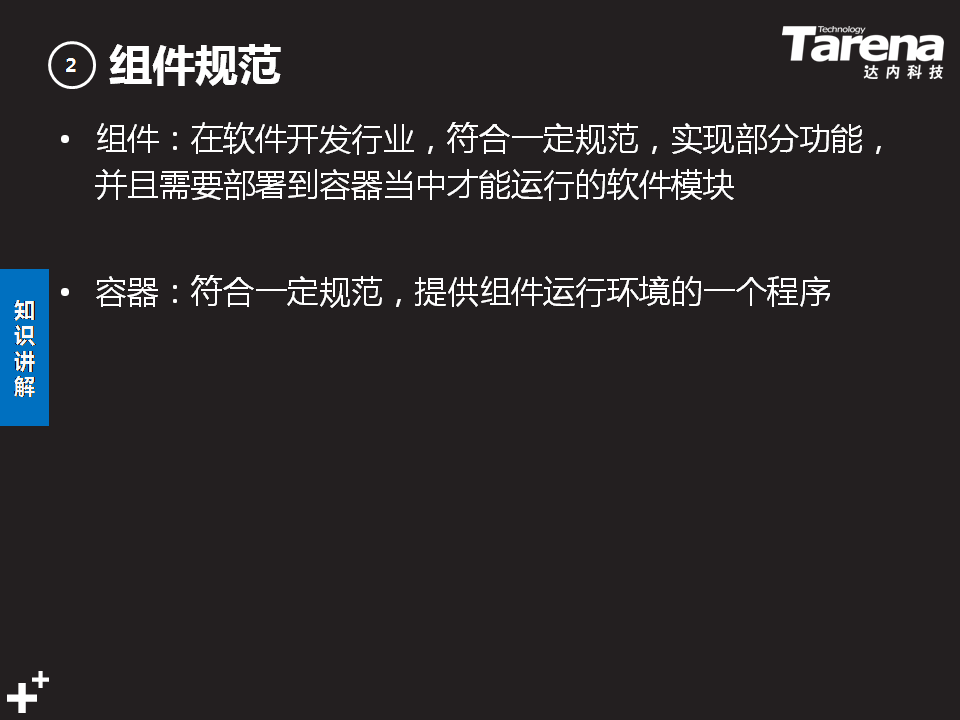 2
组件规范
Technology
Tarena
达内科技
• 组件：在软件开发行业，符合一定规范，实现部分功能，
并且需要部署到容器当中才能运行的软件模块
• 容器：符合一定规范，提供组件运行环境的一个程序
知
识
讲
解